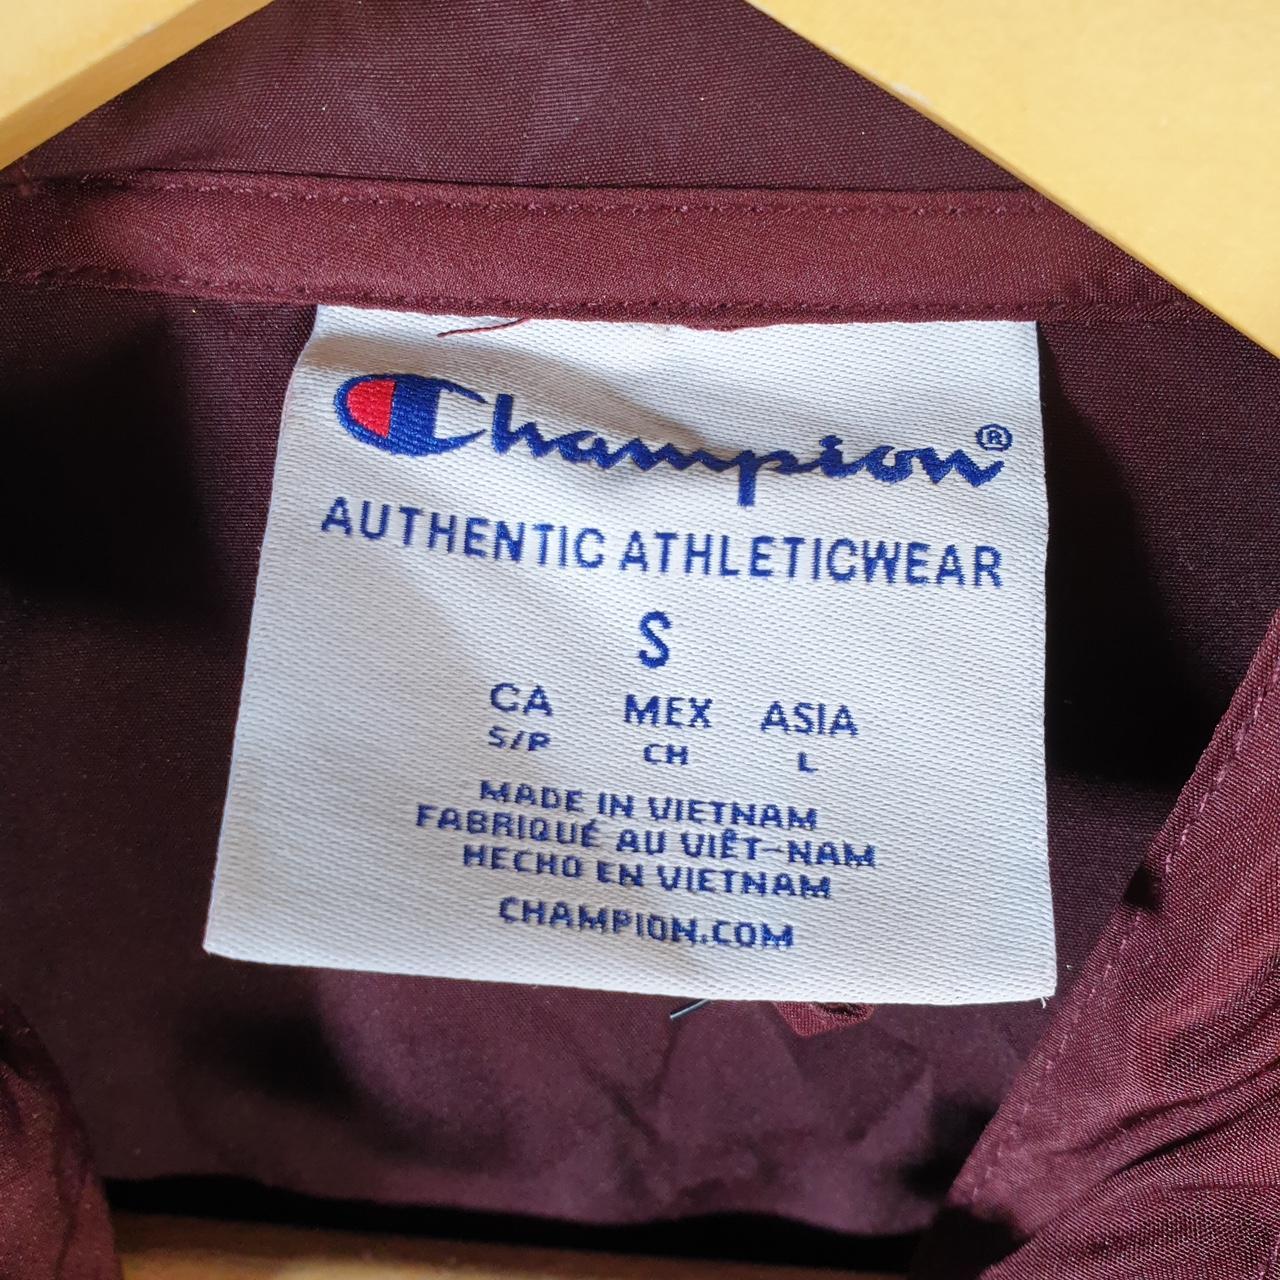 Champion®
AUTHENTIC ATHLETICWEAR
S
CA MEX ASIA
S/P CH L
MADE IN VIETNAM
FABRIQUÉ AU VIÊT-NAM
HECHO EN VIETNAM
CHAMPION.COM